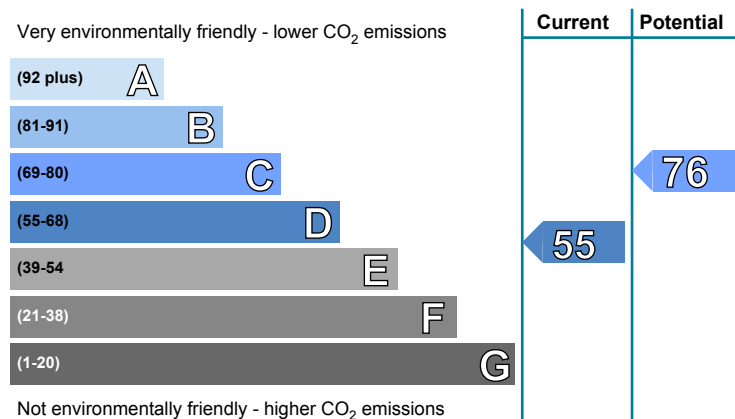 Very environmentally friendly - lower CO₂ emissions
Current
Potential
(92 plus) A
(81-91) B
(69-80) C
(55-68) D
(39-54 E
(21-38) F
(1-20) G
76
55
Not environmentally friendly - higher CO₂ emissions